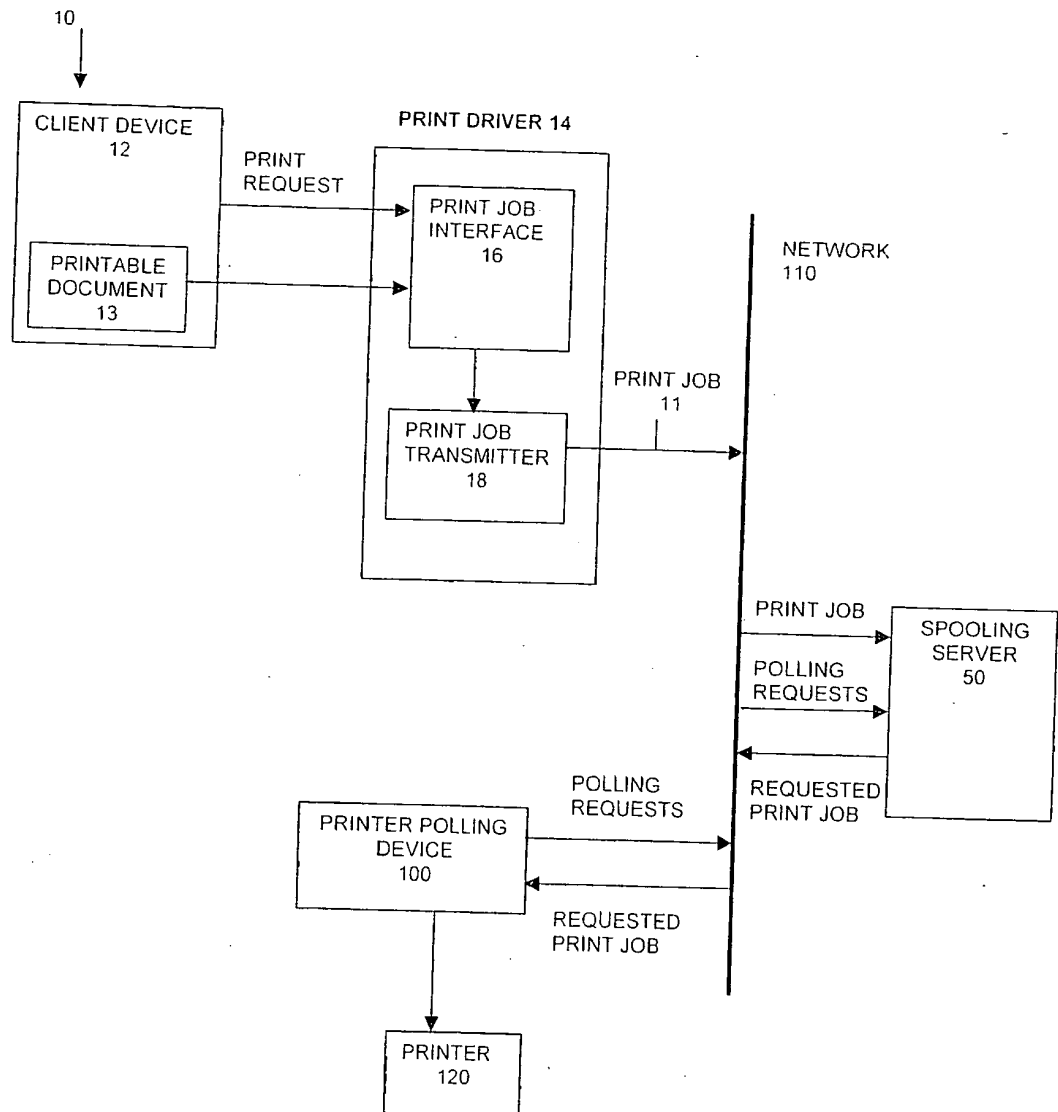 10
CLIENT DEVICE
12
PRINTABLE
DOCUMENT
13
PRINT
REQUEST
PRINT DRIVER 14
PRINT JOB
INTERFACE
16
PRINT JOB
TRANSMITTER
18
PRINT JOB
11
NETWORK
110
PRINT JOB
POLLING
REQUESTS
REQUESTED
PRINT JOB
SPOOLING
SERVER
50
POLLING
REQUESTS
PRINTER POLLING
DEVICE
100
REQUESTED
PRINT JOB
PRINTER
120